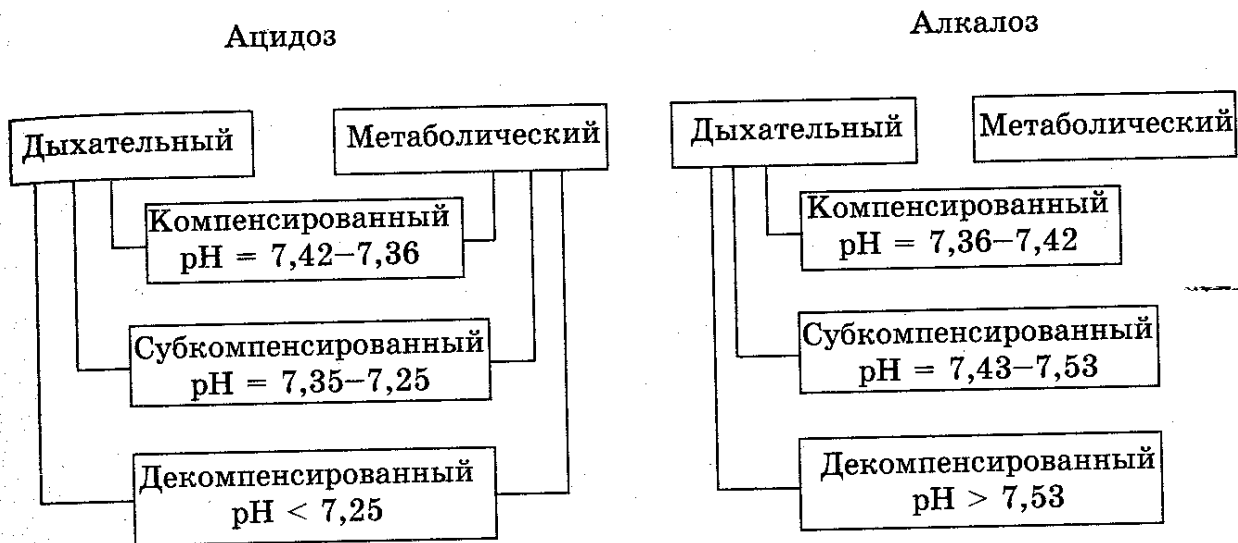 Ацидоз
Дыхательный
Метаболический
Компенсированный
pH = 7,42–7,36
Субкомпенсированный
pH = 7,35–7,25
Декомпенсированный
pH < 7,25
Алкалоз
Дыхательный
Метаболический
Компенсированный
pH = 7,36–7,42
Субкомпенсированный
pH = 7,43–7,53
Декомпенсированный
pH > 7,53